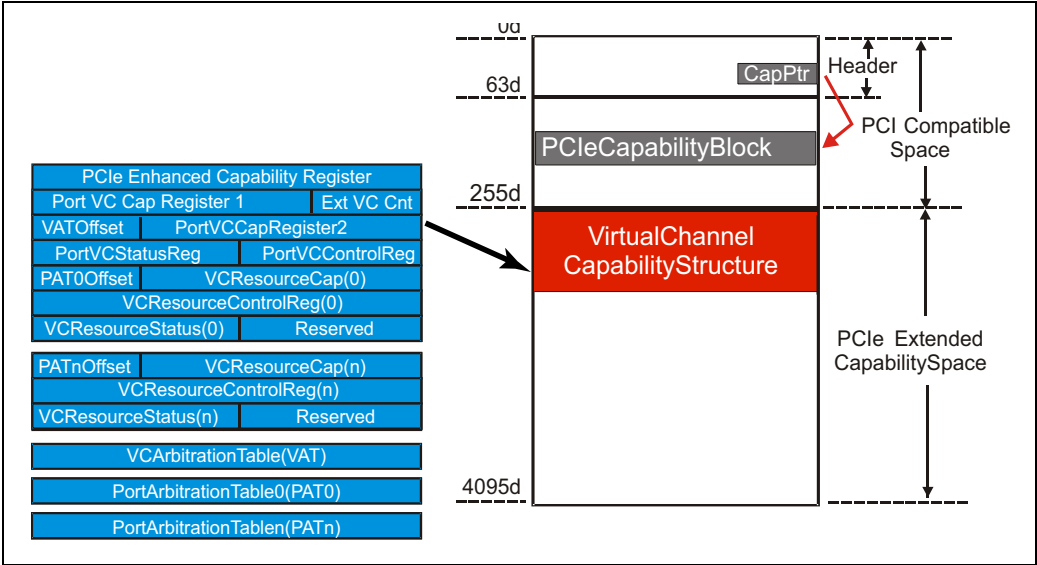 PCIe Enhanced Capability Register
Port VC Cap Register 1 Ext VC Cnt
VATOffset PortVCCapRegister2
PortVCStatusReg PortVCControlReg
PAT0Offset VCResourceCap(0)
VCResourceControlReg(0)
VCResourceStatus(0) Reserved
PATnOffset VCResourceCap(n)
VCResourceControlReg(n)
VCResourceStatus(n) Reserved
VCArbitrationTable(VAT)
PortArbitrationTable0(PAT0)
PortArbitrationTablen(PATn)
0d
63d
255d
4095d
CapPtr
PCIeCapabilityBlock
VirtualChannel
CapabilityStructure
Header
PCI Compatible
Space
PCIe Extended
CapabilitySpace